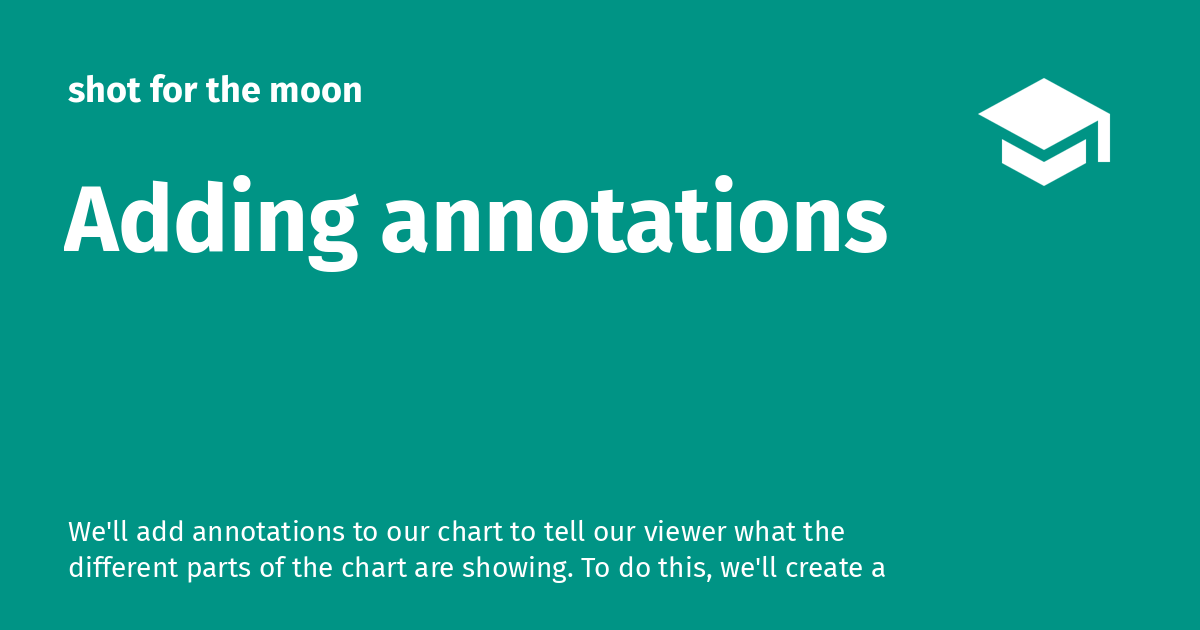 shot for the moon
Adding annotations
We'll add annotations to our chart to tell our viewer what the
different parts of the chart are showing. To do this, we'll create a